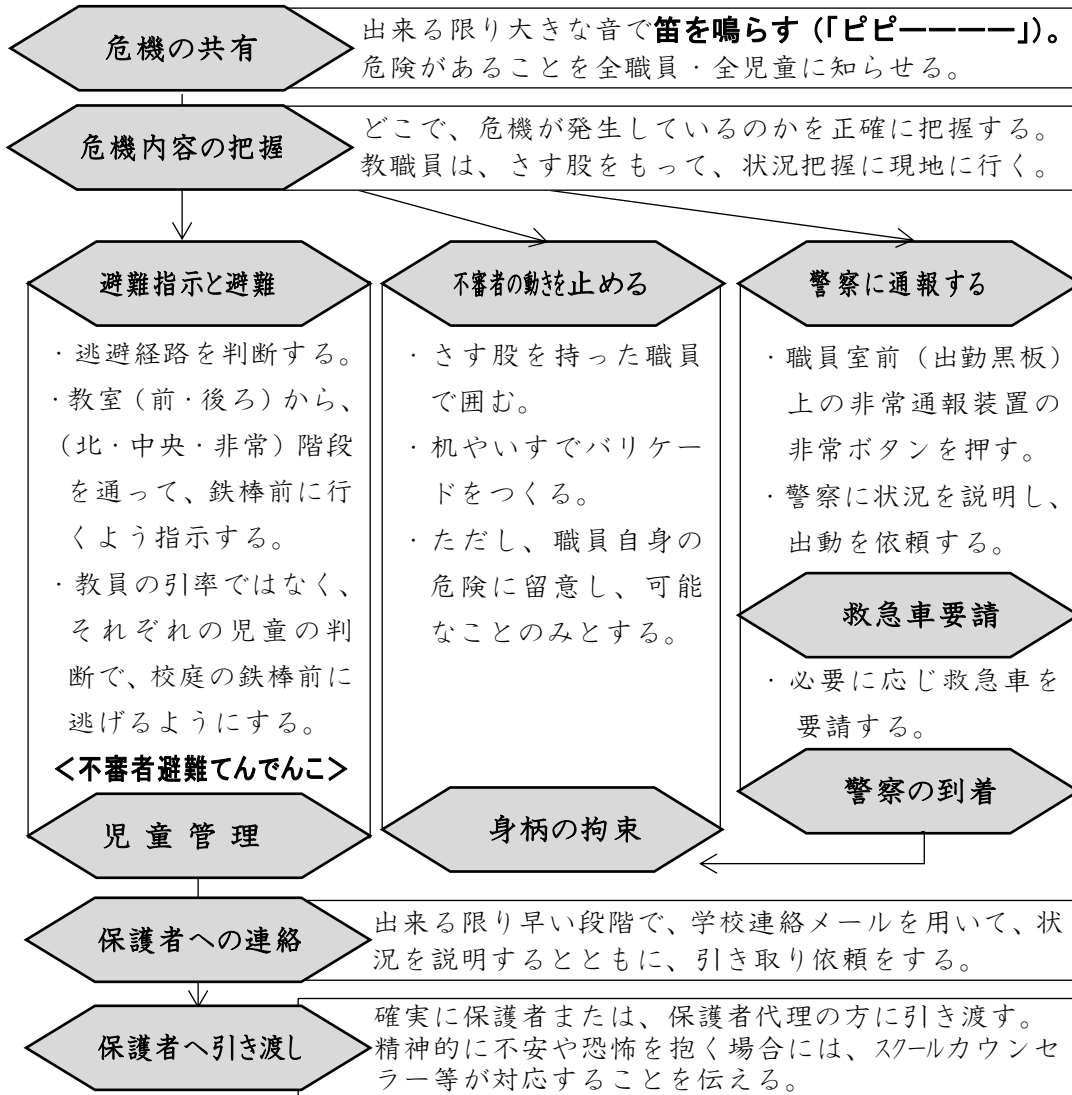 危機の共有
出来る限り大きな音で笛を鳴らす（「ピピーーーー」）。
危険があることを全職員・全児童に知らせる。
危機内容の把握
どこで、危機が発生しているのかを正確に把握する。
教職員は、さす股をもって、状況把握に現地に行く。
避難指示と避難
・逃避経路を判断する。
・教室（前・後ろ）から、
（北・中央・非常）階段
を通って、鉄棒前に行
くよう指示する。
・教員の引率ではなく、
それぞれの児童の判
断で、校庭の鉄棒前に
逃げるようにする。
＜不審者避難てんでんこ＞
児童管理
不審者の動きを止める
・さす股を持った職員
で囲む。
・机やいすでバリケー
ドをつくる。
・ただし、職員自身の
危険に留意し、可能
なことのみとする。
身柄の拘束
警察に通報する
・職員室前（出勤黒板）
上の非常通報装置の
非常ボタンを押す。
・警察に状況を説明し、
出動を依頼する。
救急車要請
・必要に応じ救急車を
要請する。
警察の到着
保護者への連絡
出来る限り早い段階で、学校連絡メールを用いて、状
況を説明するとともに、引き取り依頼をする。
保護者へ引き渡し
確実に保護者または、保護者代理の方に引き渡す。
精神的に不安や恐怖を抱く場合には、スクールカウンセ
ラー等が対応することを伝える。